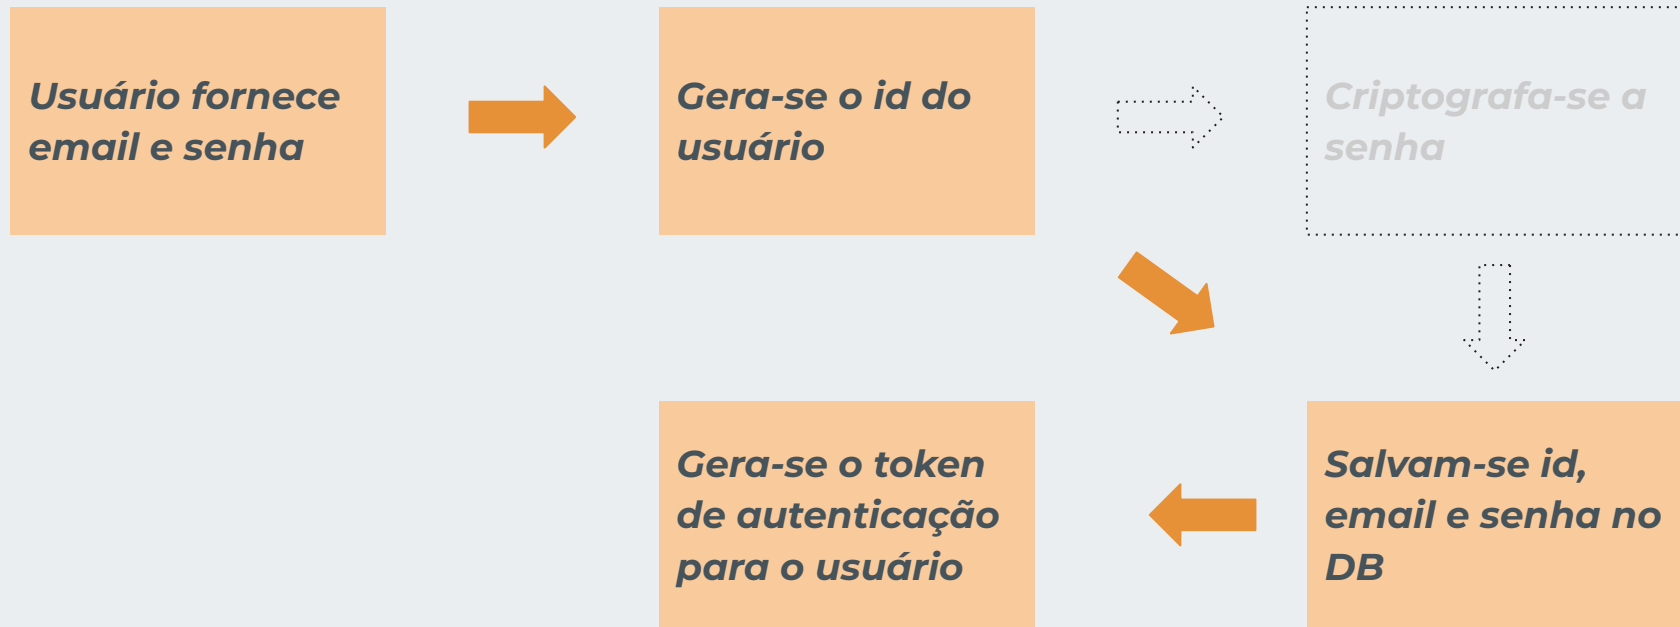 Usuário fornece
email e senha
Gera-se o id do
usuário
Criptografa-se a
senha
Gera-se o token
de autenticação
para o usuário
Salvam-se id,
email e senha no
DB